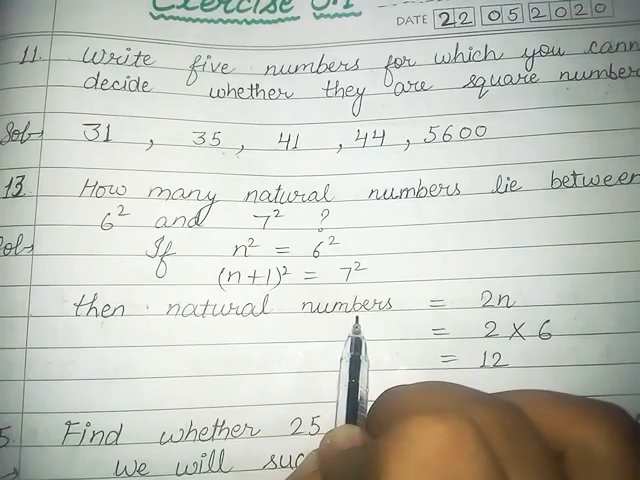 Exercise
DATE 22 05 2020
11. Write five numbers for which you cann
decide whether they are square number
Sol 31 , 35 , 41 , 44 , 5600
13. How many natural numbers lie between
6² and 7² ?
Sol If n² = 6²
(n+1)² = 7²
then natural numbers = 2n
= 2 × 6
= 12
5. Find whether 25
we will suc